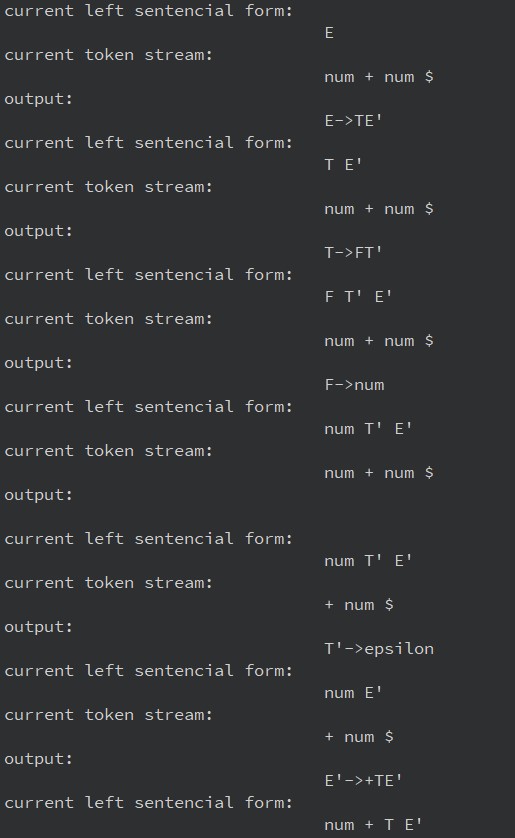 current left sentencial form:
E
current token stream:
num + num $
output:
E->TE'
current left sentencial form:
T E'
current token stream:
num + num $
output:
T->FT'
current left sentencial form:
F T' E'
current token stream:
num + num $
output:
F->num
current left sentencial form:
num T' E'
current token stream:
num + num $
output:
current left sentencial form:
num T' E'
current token stream:
+ num $
output:
T'->epsilon
current left sentencial form:
num E'
current token stream:
+ num $
output:
E'->+TE'
current left sentencial form:
num + T E'